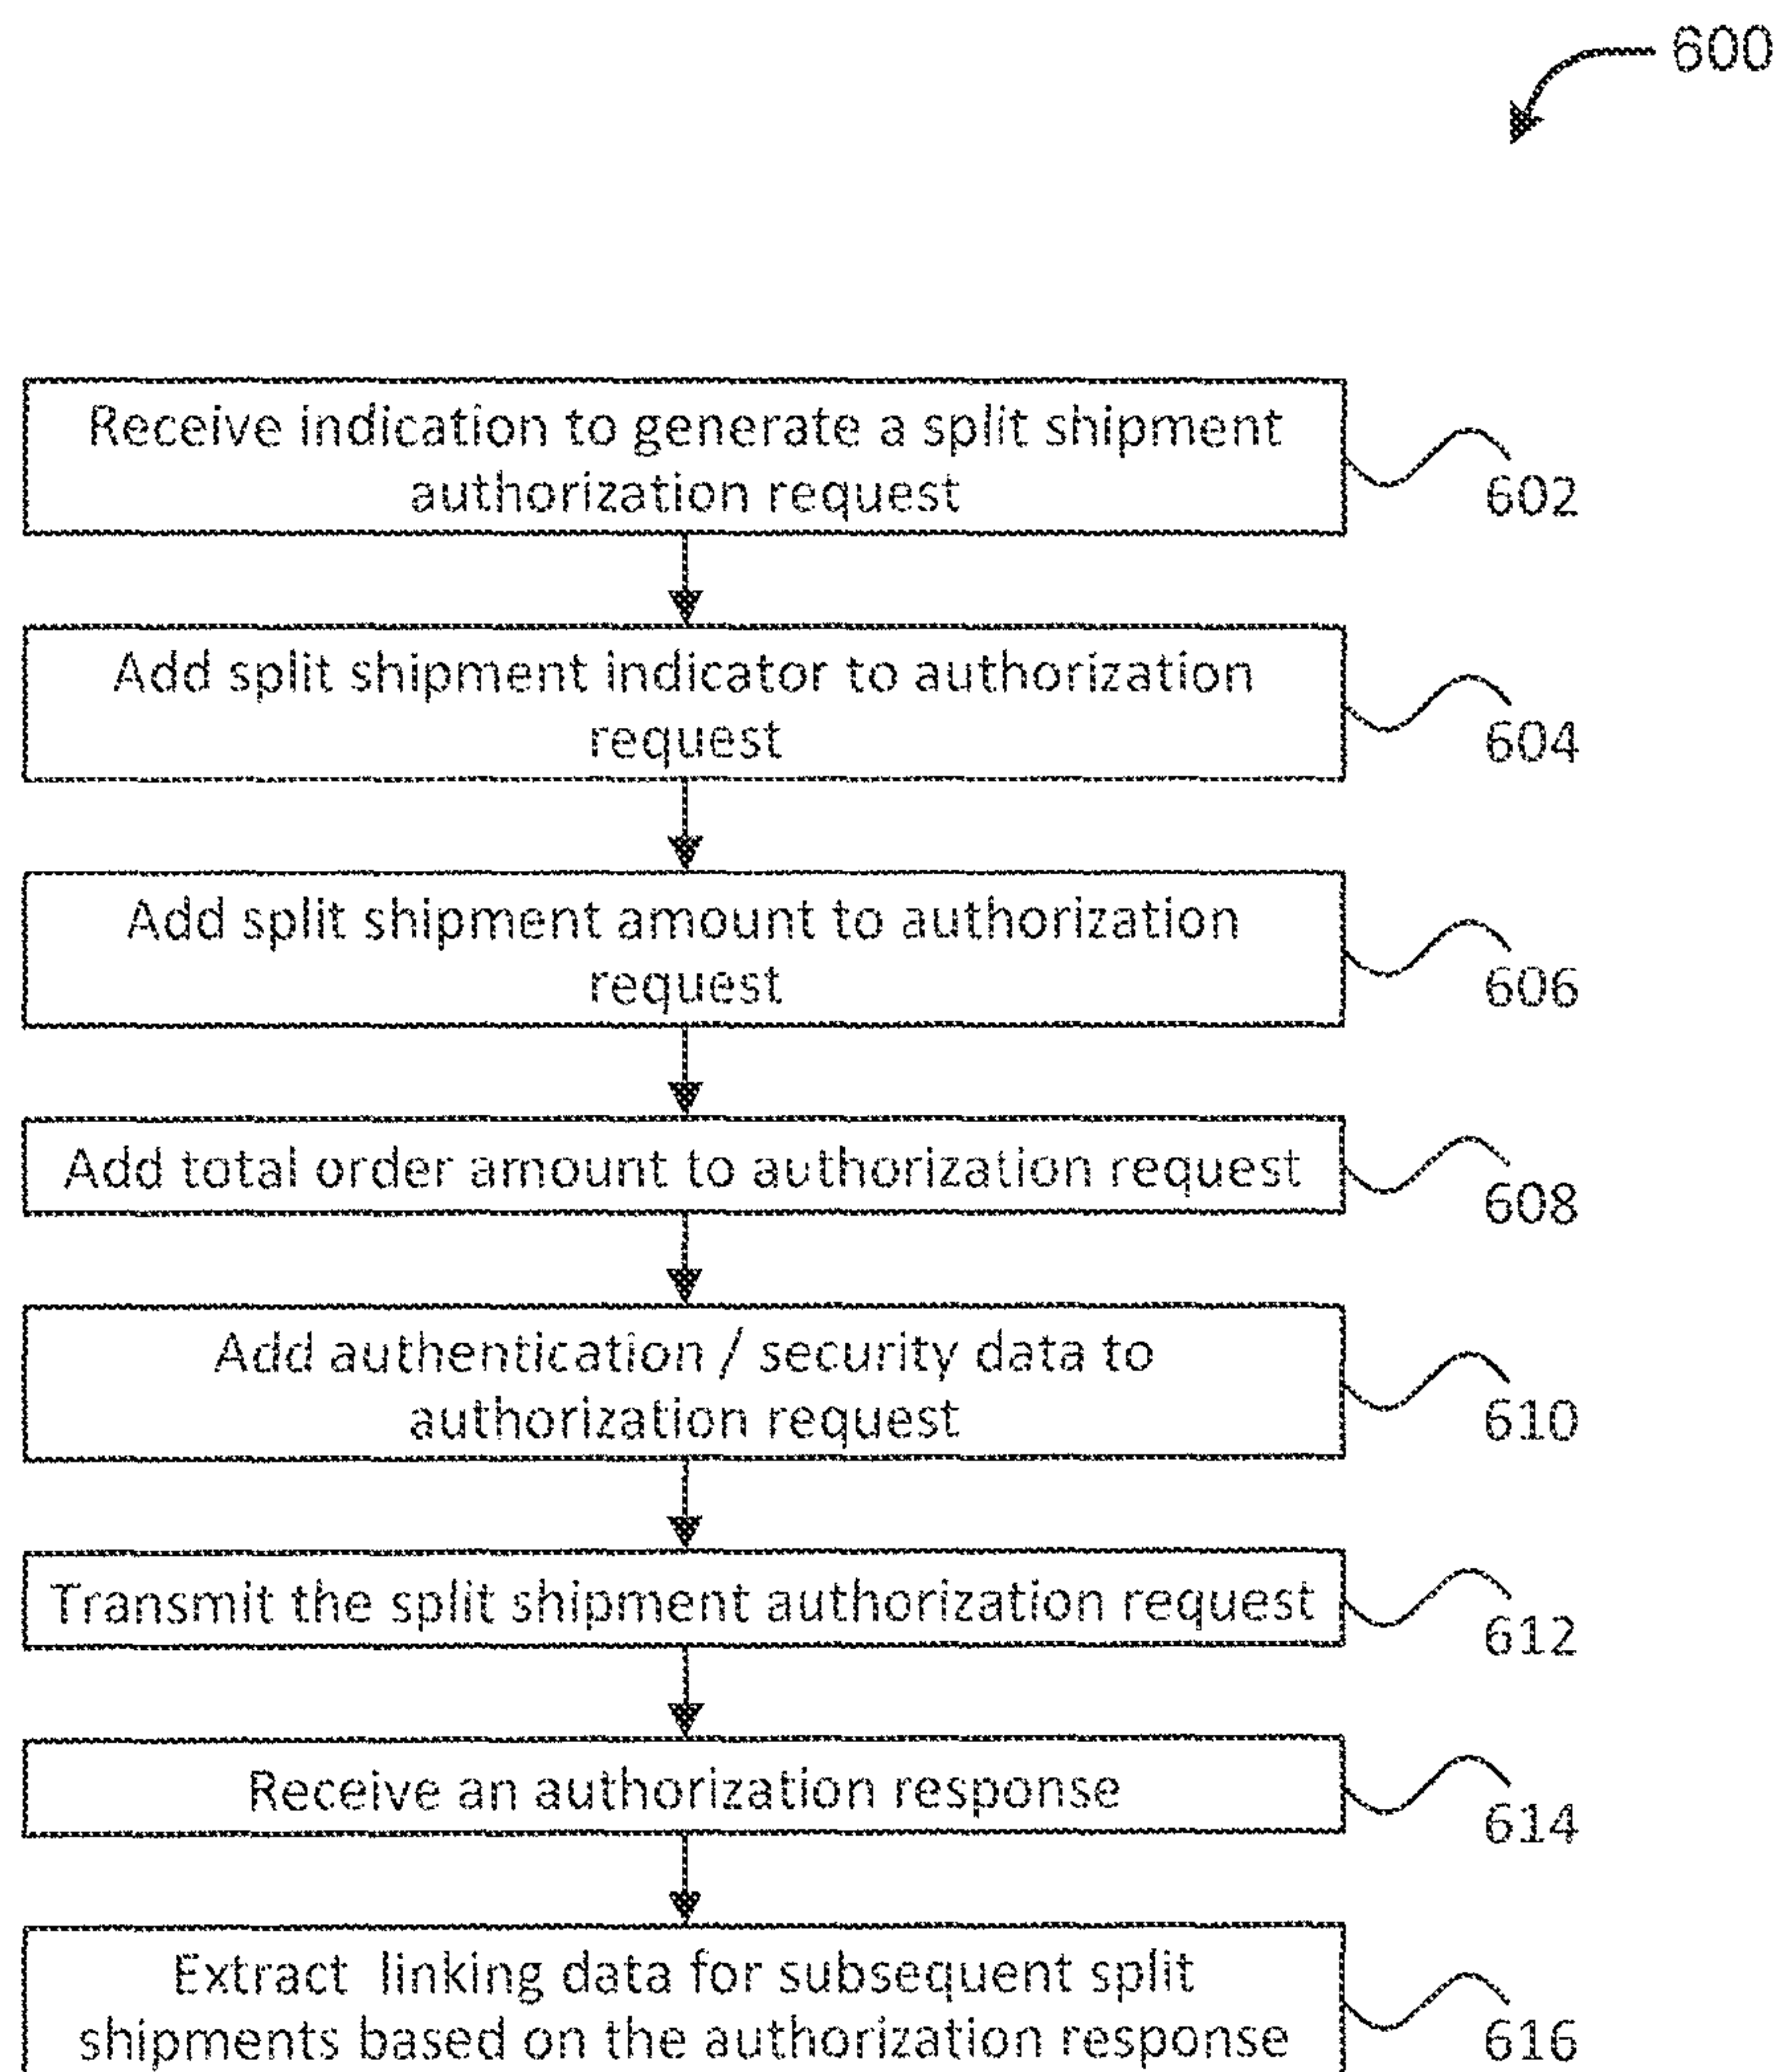 600
Receive indication to generate a split shipment
authorization request
602
Add split shipment indicator to authorization
request
604
Add split shipment amount to authorization
request
606
Add total order amount to authorization request
608
Add authentication / security data to
authorization request
610
Transmit the split shipment authorization request
612
Receive an authorization response
614
Extract linking data for subsequent split
shipments based on the authorization response
616